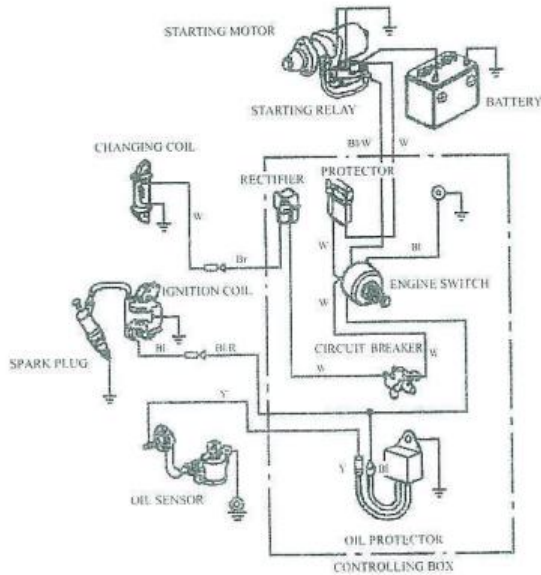 STARTING MOTOR
STARTING RELAY
BATTERY
Bl/W
W
CHANGING COIL
RECTIFIER
PROTECTOR
W
Br
W
Bl
ENGINE SWITCH
W
IGNITION COIL
SPARK PLUG
Bl
Bl/R
CIRCUIT BREAKER
W
W
Y
Y
Bl
OIL SENSOR
OIL PROTECTOR
CONTROLLING BOX